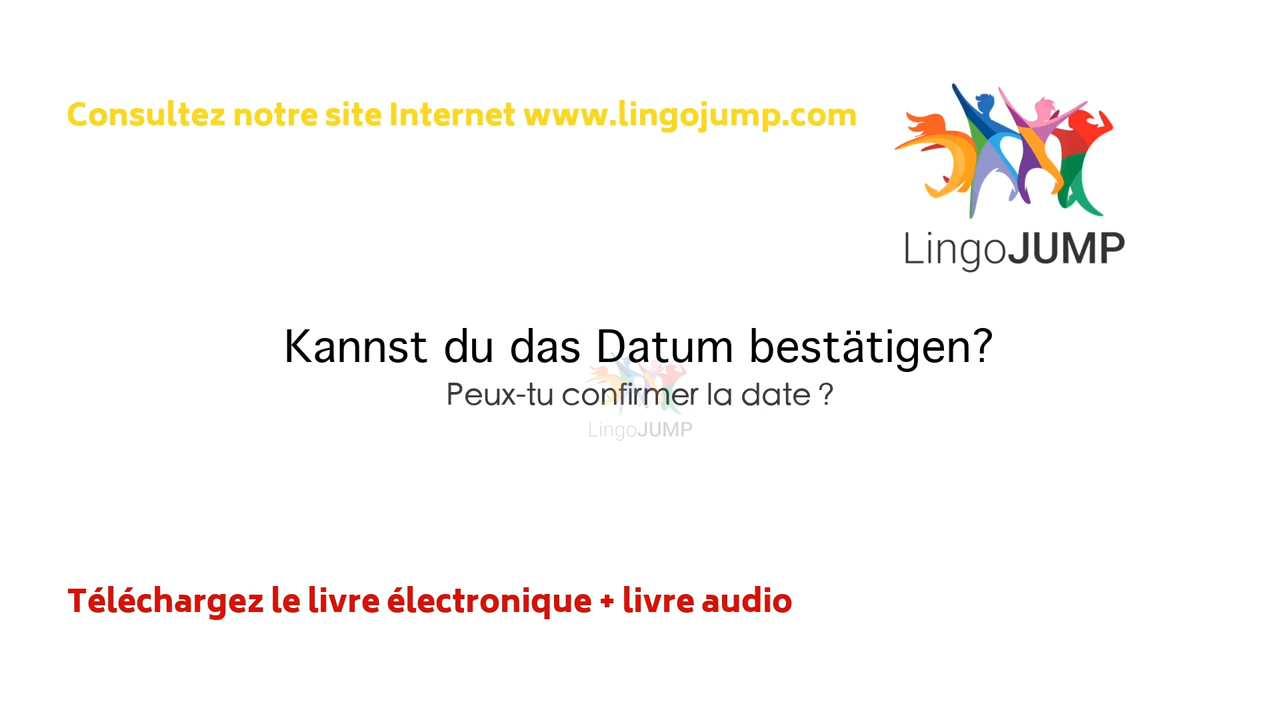 Consultez notre site Internet www.lingojump.com
LingoJUMP
Kannst du das Datum bestätigen?
Peux-tu confirmer la date ?
LingoJUMP
Téléchargez le livre électronique + livre audio